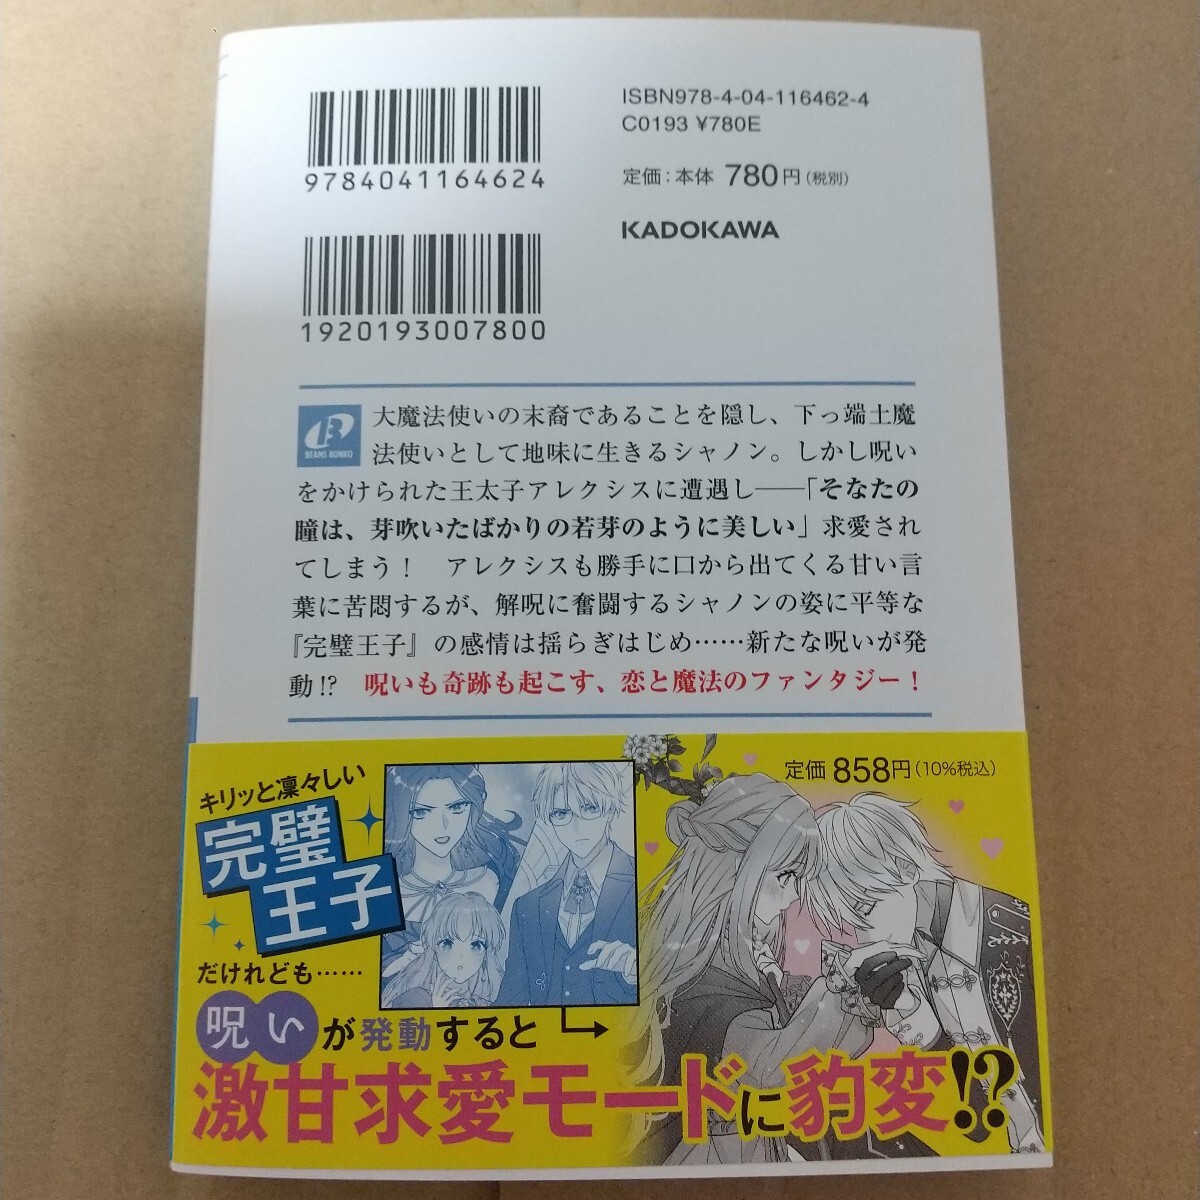 ISBN978-4-04-116462-4
C0193 ¥780E
9784041164624
定価：本体 780円（税別）
KADOKAWA
1920193007800
BEANS BUNKO
大魔法使いの末裔であることを隠し、下っ端土魔
法使いとして地味に生きるシャノン。しかし呪い
をかけられた王太子アレクシスに遭遇し――「そなたの
瞳は、芽吹いたばかりの若芽のように美しい」求愛され
てしまう！　アレクシスも勝手に口から出てくる甘い言
葉に苦悶するが、解呪に奮闘するシャノンの姿に平等な
『完璧王子』の感情は揺らぎはじめ……新たな呪いが発
動!?　呪いも奇跡も起こす、恋と魔法のファンタジー！
定価 858円（10%税込）
キリッと凛々しい
完璧
王子
だけれども……
呪いが発動すると
激甘求愛モードに豹変!?